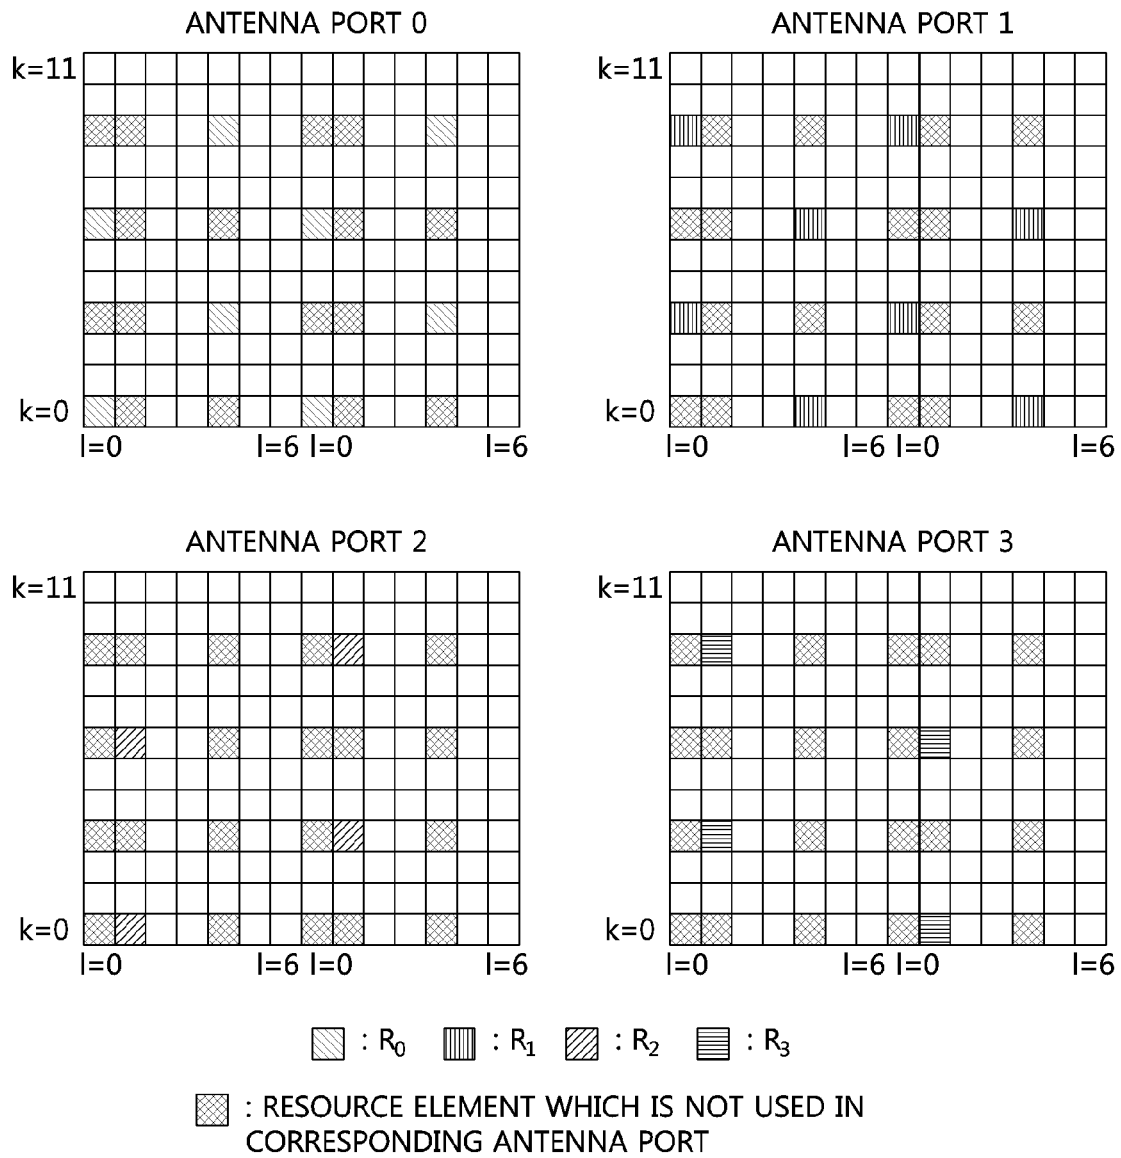 ANTENNA PORT 0
ANTENNA PORT 1
k=11
k=11
k=0
k=0
l=0 l=6 l=0 l=6
l=0 l=6 l=0 l=6
ANTENNA PORT 2
ANTENNA PORT 3
k=11
k=11
k=0
k=0
l=0 l=6 l=0 l=6
l=0 l=6 l=0 l=6
: R0 : R1 : R2 : R3
: RESOURCE ELEMENT WHICH IS NOT USED IN
CORRESPONDING ANTENNA PORT